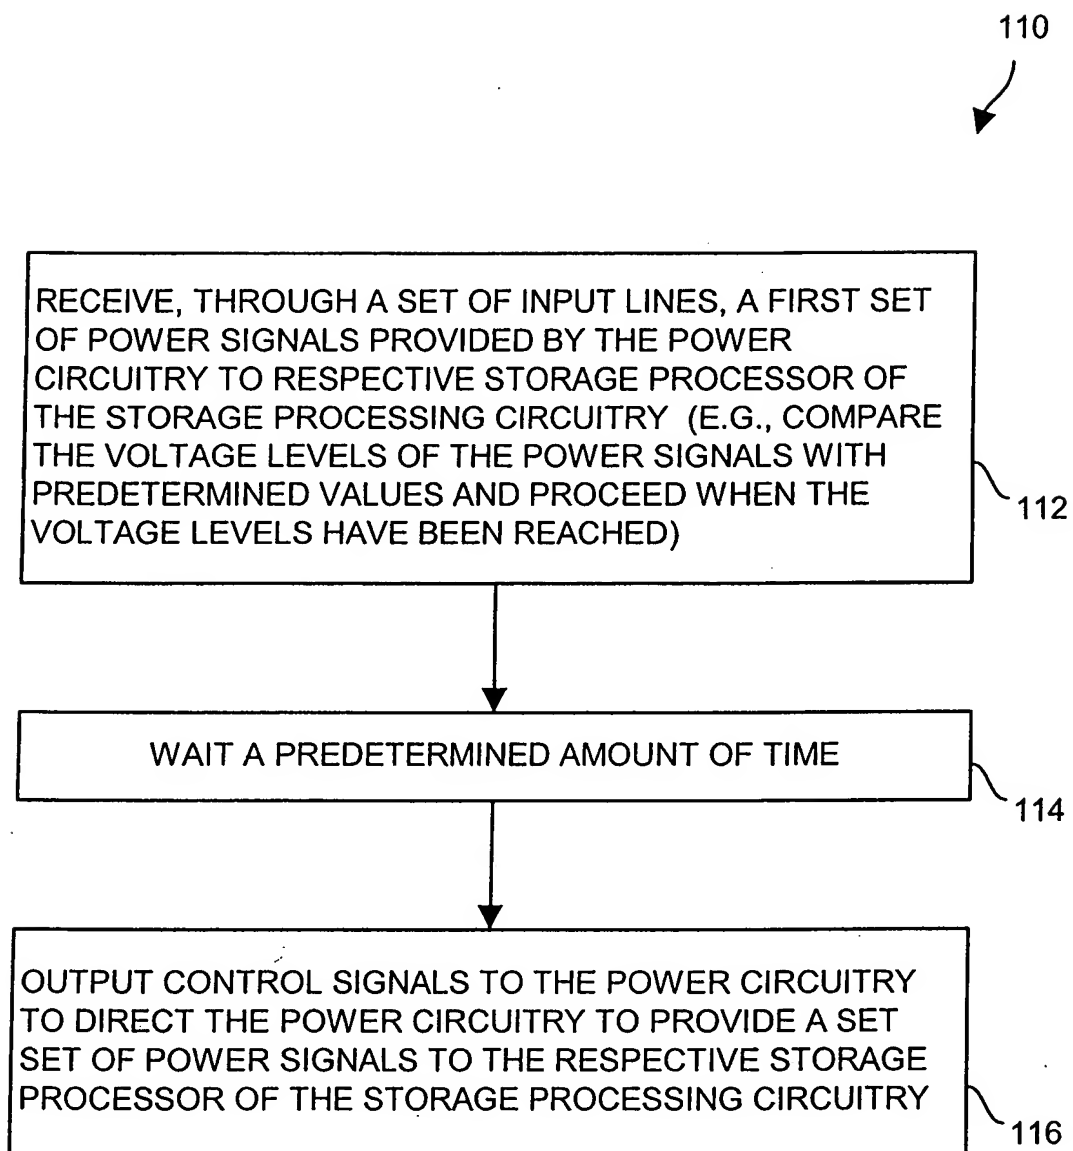 110
RECEIVE, THROUGH A SET OF INPUT LINES, A FIRST SET
OF POWER SIGNALS PROVIDED BY THE POWER
CIRCUITRY TO RESPECTIVE STORAGE PROCESSOR OF
THE STORAGE PROCESSING CIRCUITRY (E.G., COMPARE
THE VOLTAGE LEVELS OF THE POWER SIGNALS WITH
PREDETERMINED VALUES AND PROCEED WHEN THE
VOLTAGE LEVELS HAVE BEEN REACHED)
112
WAIT A PREDETERMINED AMOUNT OF TIME
114
OUTPUT CONTROL SIGNALS TO THE POWER CIRCUITRY
TO DIRECT THE POWER CIRCUITRY TO PROVIDE A SET
SET OF POWER SIGNALS TO THE RESPECTIVE STORAGE
PROCESSOR OF THE STORAGE PROCESSING CIRCUITRY
116